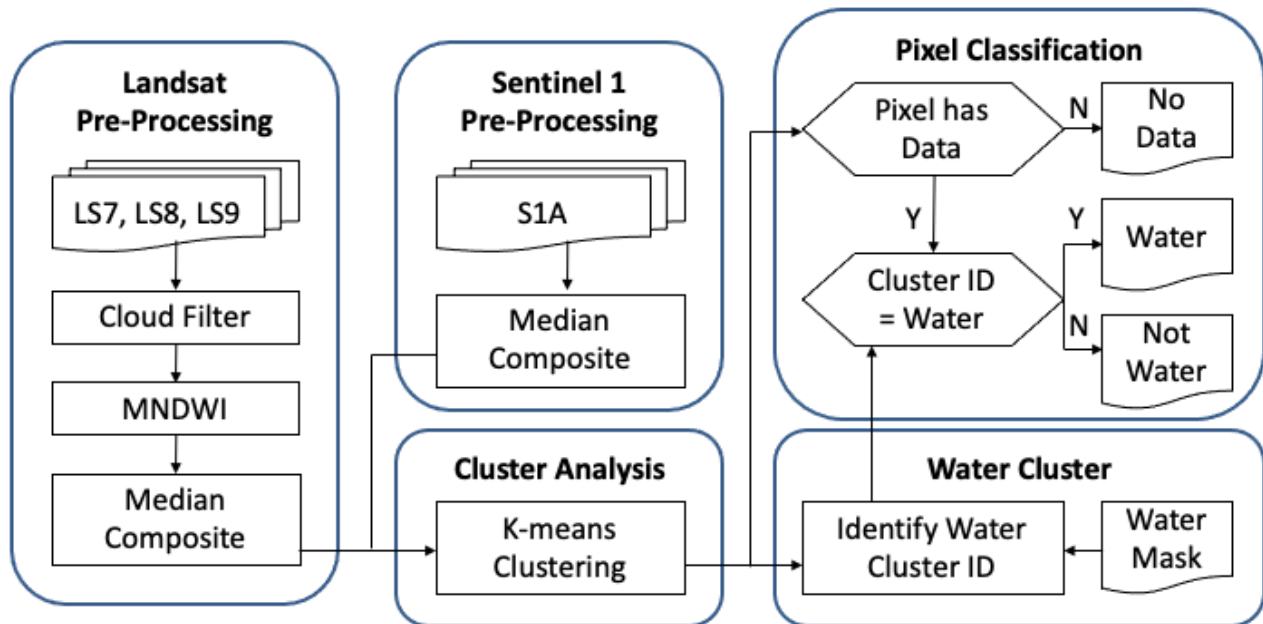 Landsat
Pre-Processing
LS7, LS8, LS9
Cloud Filter
MNDWI
Median
Composite
Sentinel 1
Pre-Processing
S1A
Median
Composite
Cluster Analysis
K-means
Clustering
Pixel Classification
Pixel has
Data
N
No
Data
Y
Cluster ID
= Water
Y
Water
N
Not
Water
Water Cluster
Identify Water
Cluster ID
Water
Mask